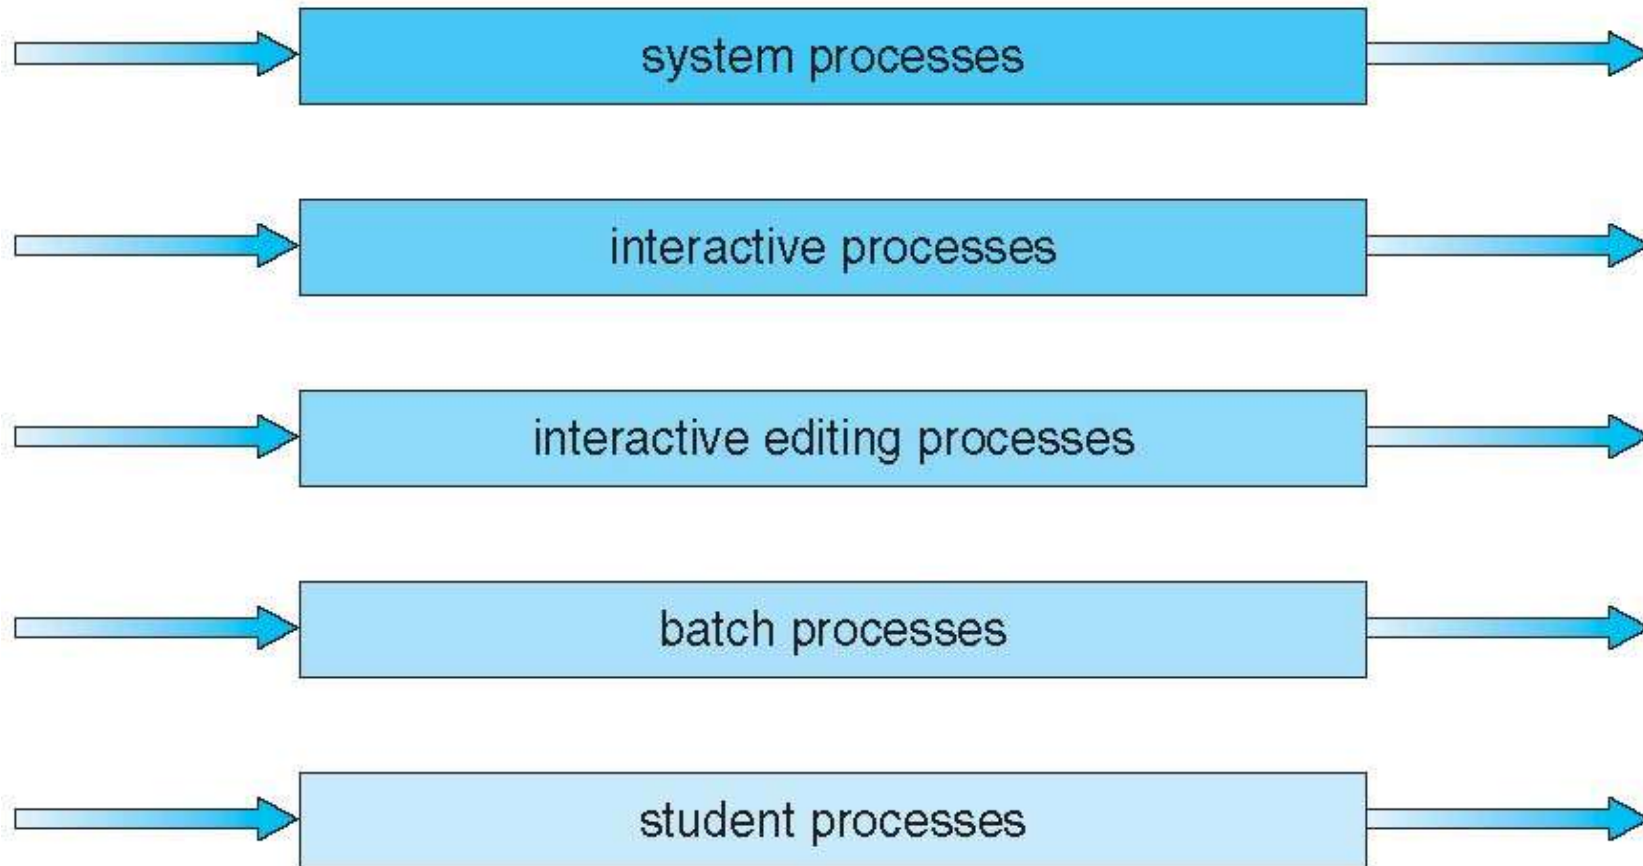 system processes
interactive processes
interactive editing processes
batch processes
student processes